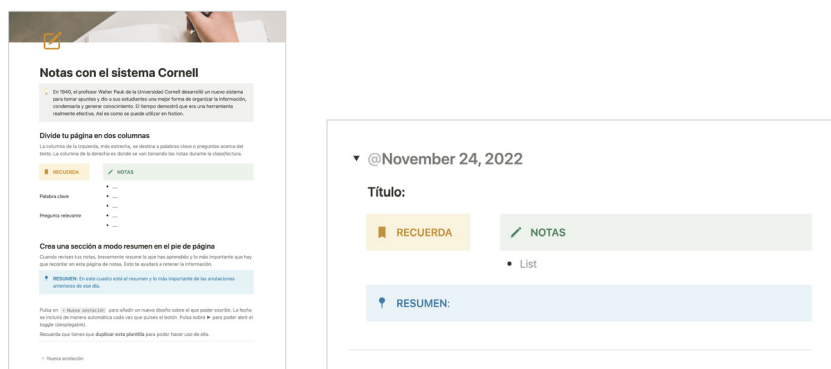 Notas con el sistema Cornell
En 1940, el profesor Walter Pauk de la Universidad Cornell desarrolló un nuevo sistema
para tomar apuntes y dio a sus estudiantes una mejor forma de organizar la información,
condensarla y generar conocimiento. El tiempo demostró que era una herramienta
realmente efectiva. Así es como se puede utilizar en Notion.
Divide tu página en dos columnas
La columna de la izquierda, más estrecha, se destina a palabras clave o preguntas acerca del
texto. La columna de la derecha es donde se van tomando las notas durante la clase/lectura.
RECUERDA
NOTAS
• ...
Palabra clave
• ...
• ...
Pregunta relevante
• ...
• ...
Crea una sección a modo resumen en el pie de página
Cuando revises tus notas, brevemente resume lo que has aprendido y lo más importante que hay
que recordar en esta página de notas. Esto te ayudará a retener la información.
RESUMEN: En este cuadro está el resumen y lo más importante de las anotaciones
anteriores de ese día.
Pulsa en + Nueva anotación para añadir un nuevo diseño sobre el que poder escribir. La fecha
se incluirá de manera automática cada vez que pulses el botón. Pulsa sobre ► para poder abrir el
toggle (desplegable).
Recuerda que tienes que duplicar esta plantilla para poder hacer uso de ella.
+ Nueva anotación
▼ @November 24, 2022
Título:
RECUERDA
NOTAS
• List
RESUMEN: